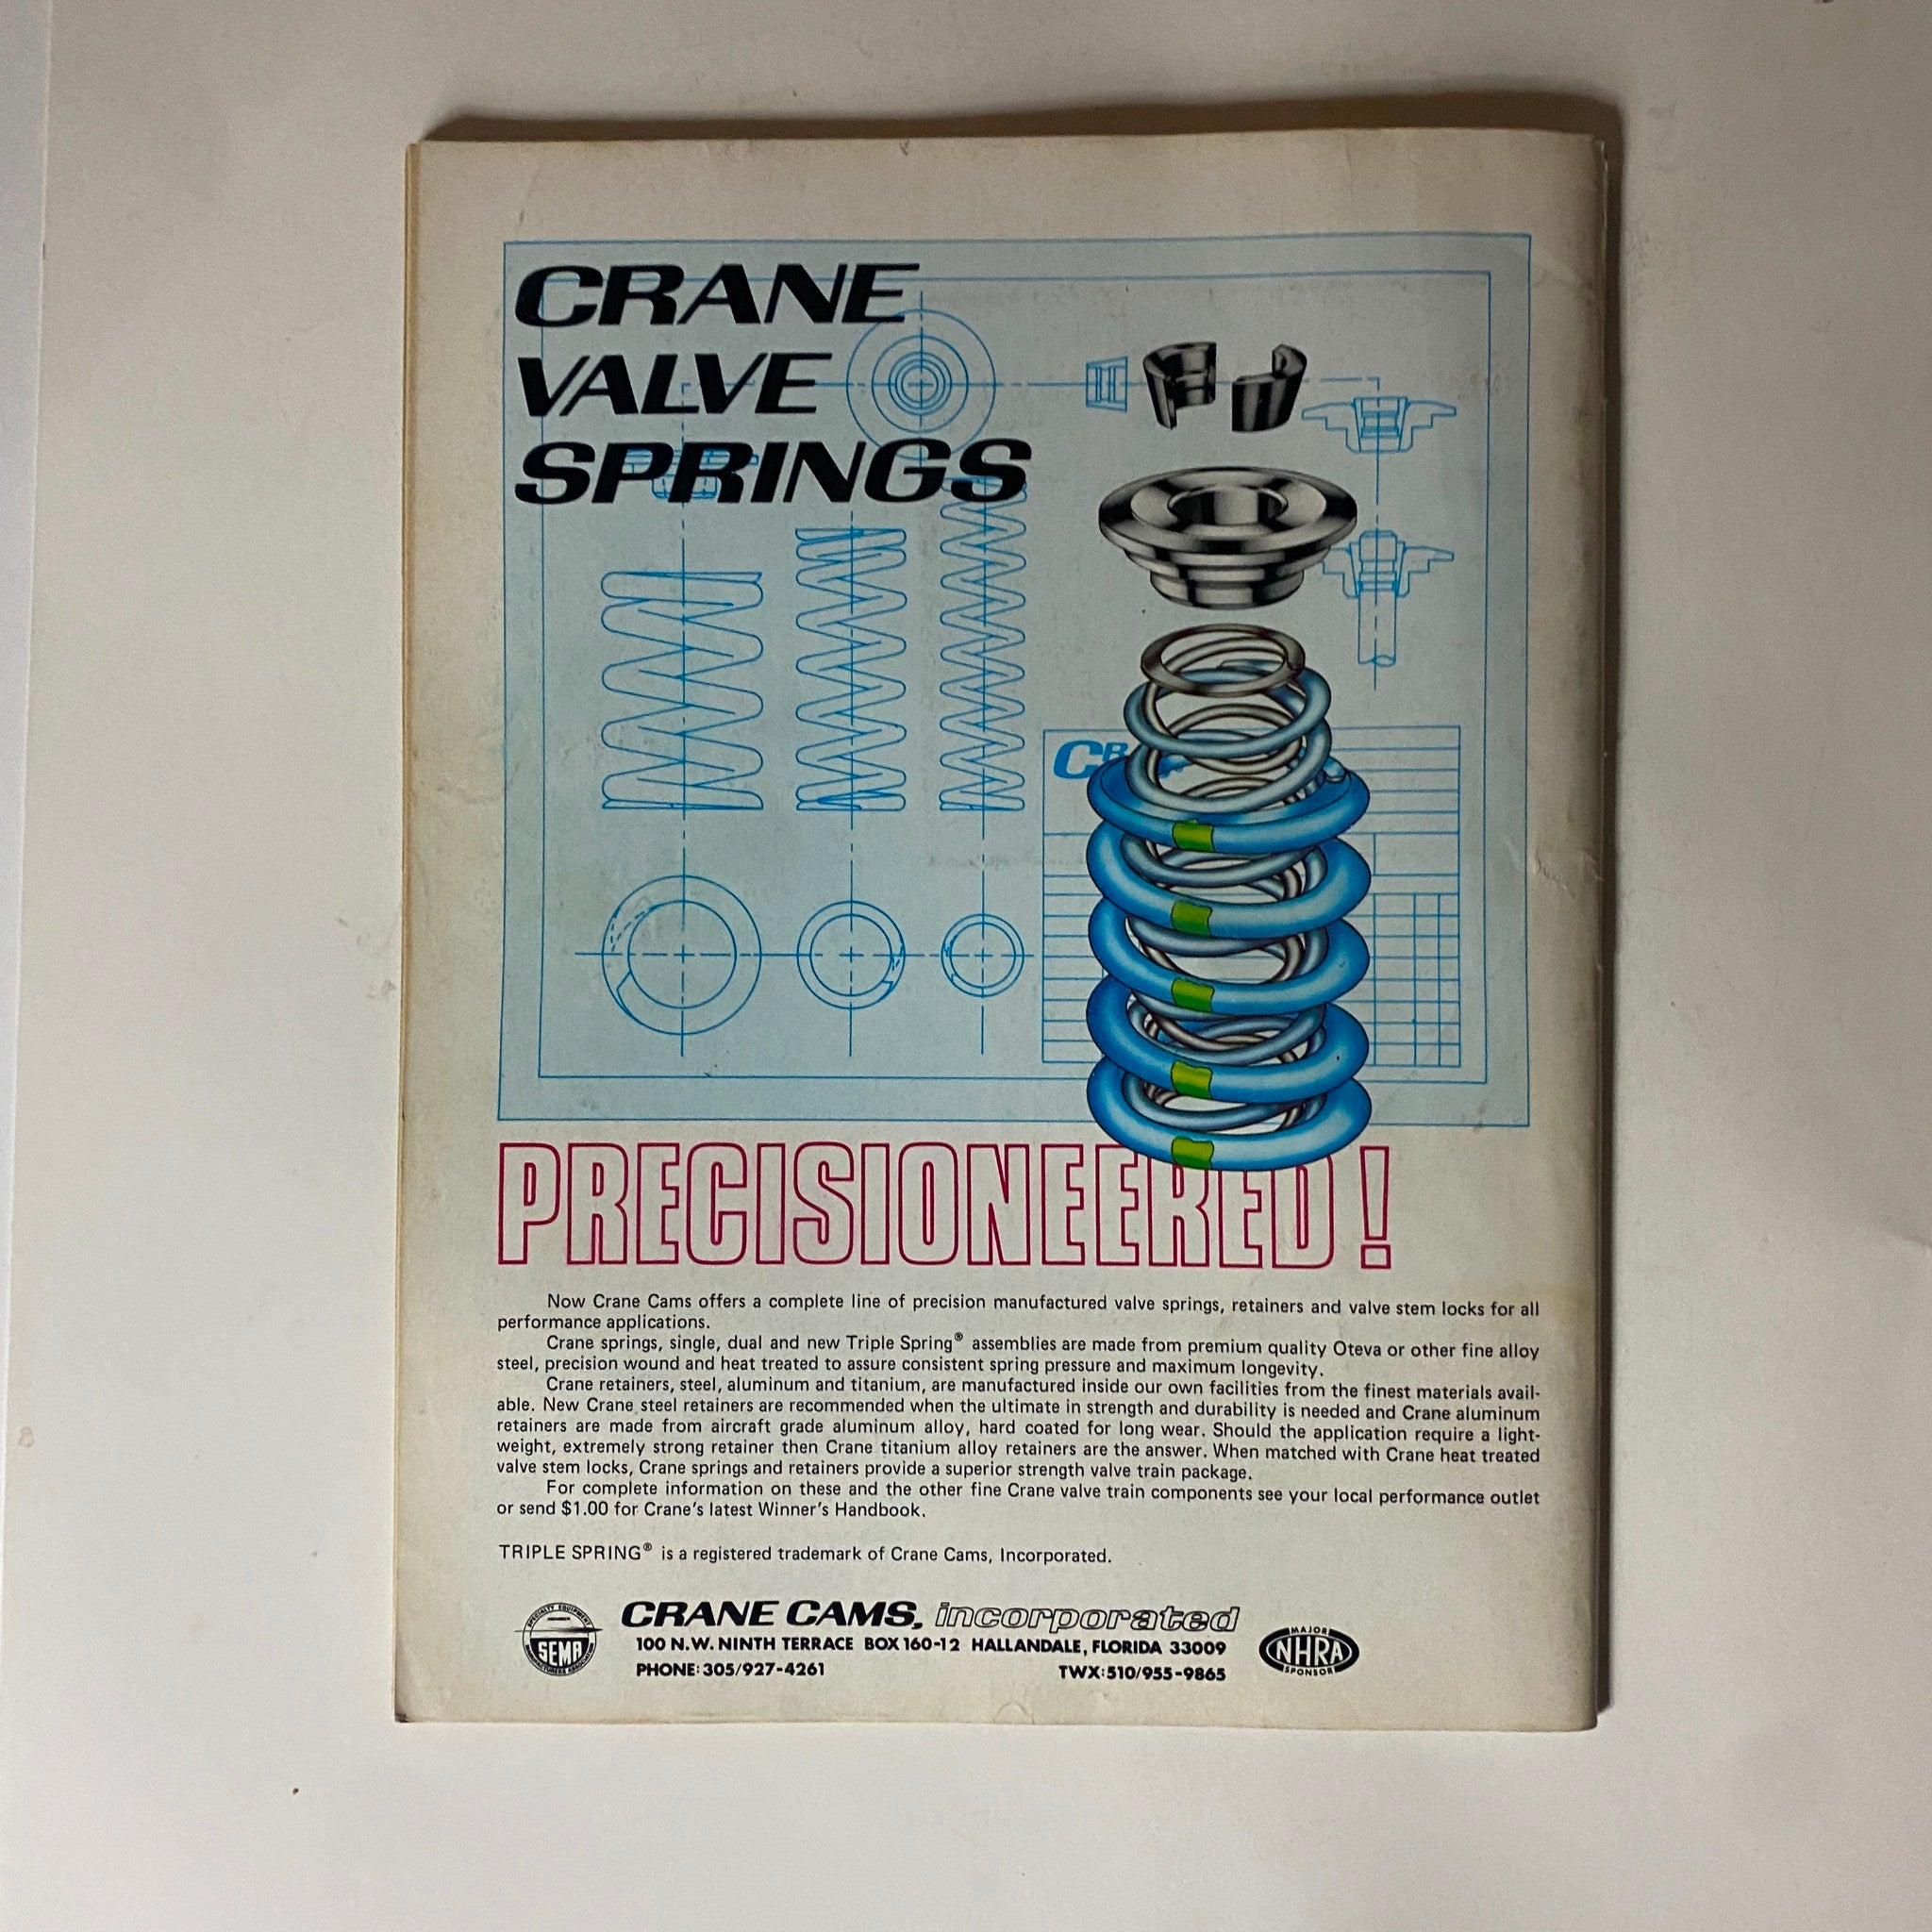 CRANE
VALVE
SPRINGS
PRECISIONEERED!
Now Crane Cams offers a complete line of precision manufactured valve springs, retainers and valve stem locks for all
performance applications.
Crane springs, single, dual and new Triple Spring® assemblies are made from premium quality Oteva or other fine alloy
steel, precision wound and heat treated to assure consistent spring pressure and maximum longevity.
Crane retainers, steel, aluminum and titanium, are manufactured inside our own facilities from the finest materials avail-
able. New Crane steel retainers are recommended when the ultimate in strength and durability is needed and Crane aluminum
retainers are made from aircraft grade aluminum alloy, hard coated for long wear. Should the application require a light-
weight, extremely strong retainer then Crane titanium alloy retainers are the answer. When matched with Crane heat treated
valve stem locks, Crane springs and retainers provide a superior strength valve train package.
For complete information on these and the other fine Crane valve train components see your local performance outlet
or send $1.00 for Crane's latest Winner's Handbook.
TRIPLE SPRING® is a registered trademark of Crane Cams, Incorporated.
SPECIALTY EQUIPMENT
SEMA
CRANE CAMS, incorporated
100 N.W. NINTH TERRACE BOX 160-12 HALLANDALE, FLORIDA 33009
PHONE: 305/927-4261 TWX: 510/955-9865
MAJOR
NHRA
SPONSOR